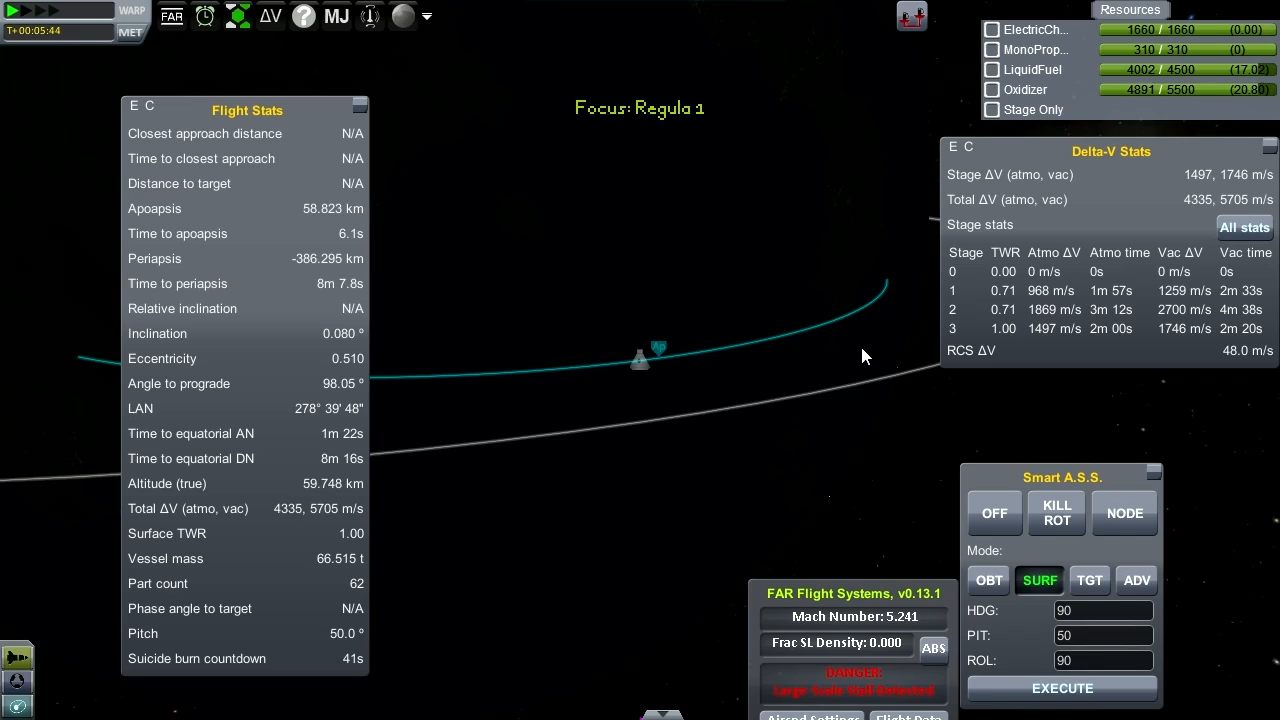 WARP
T+00:05:44
MET
FAR
ΔV
?
MJ
Resources
ElectricCh... 1660 / 1660 (0.00)
MonoProp... 310 / 310 (0)
LiquidFuel 4002 / 4500 (17.02)
Oxidizer 4891 / 5500 (20.80)
Stage Only
E C
Flight Stats
Closest approach distance N/A
Time to closest approach N/A
Distance to target N/A
Apoapsis 58.823 km
Time to apoapsis 6.1s
Periapsis -386.295 km
Time to periapsis 8m 7.8s
Relative inclination N/A
Inclination 0.080 º
Eccentricity 0.510
Angle to prograde 98.05 º
LAN 278° 39' 48"
Time to equatorial AN 1m 22s
Time to equatorial DN 8m 16s
Altitude (true) 59.748 km
Total ΔV (atmo, vac) 4335, 5705 m/s
Surface TWR 1.00
Vessel mass 66.515 t
Part count 62
Phase angle to target N/A
Pitch 50.0 º
Suicide burn countdown 41s
Focus: Regula 1
Ap
E C
Delta-V Stats
Stage ΔV (atmo, vac) 1497, 1746 m/s
Total ΔV (atmo, vac) 4335, 5705 m/s
Stage stats All stats
Stage TWR Atmo ΔV Atmo time Vac ΔV Vac time
0 0.00 0 m/s 0s 0 m/s 0s
1 0.71 968 m/s 1m 57s 1259 m/s 2m 33s
2 0.71 1869 m/s 3m 12s 2700 m/s 4m 38s
3 1.00 1497 m/s 2m 00s 1746 m/s 2m 20s
RCS ΔV 48.0 m/s
Smart A.S.S.
OFF
KILL
ROT
NODE
Mode:
OBT SURF TGT ADV
HDG: 90
PIT: 50
ROL: 90
EXECUTE
FAR Flight Systems, v0.13.1
Mach Number: 5.241
Frac SL Density: 0.000
ABS
DANGER:
Large-Scale Stall Detected
Airspd Settings Flight Data